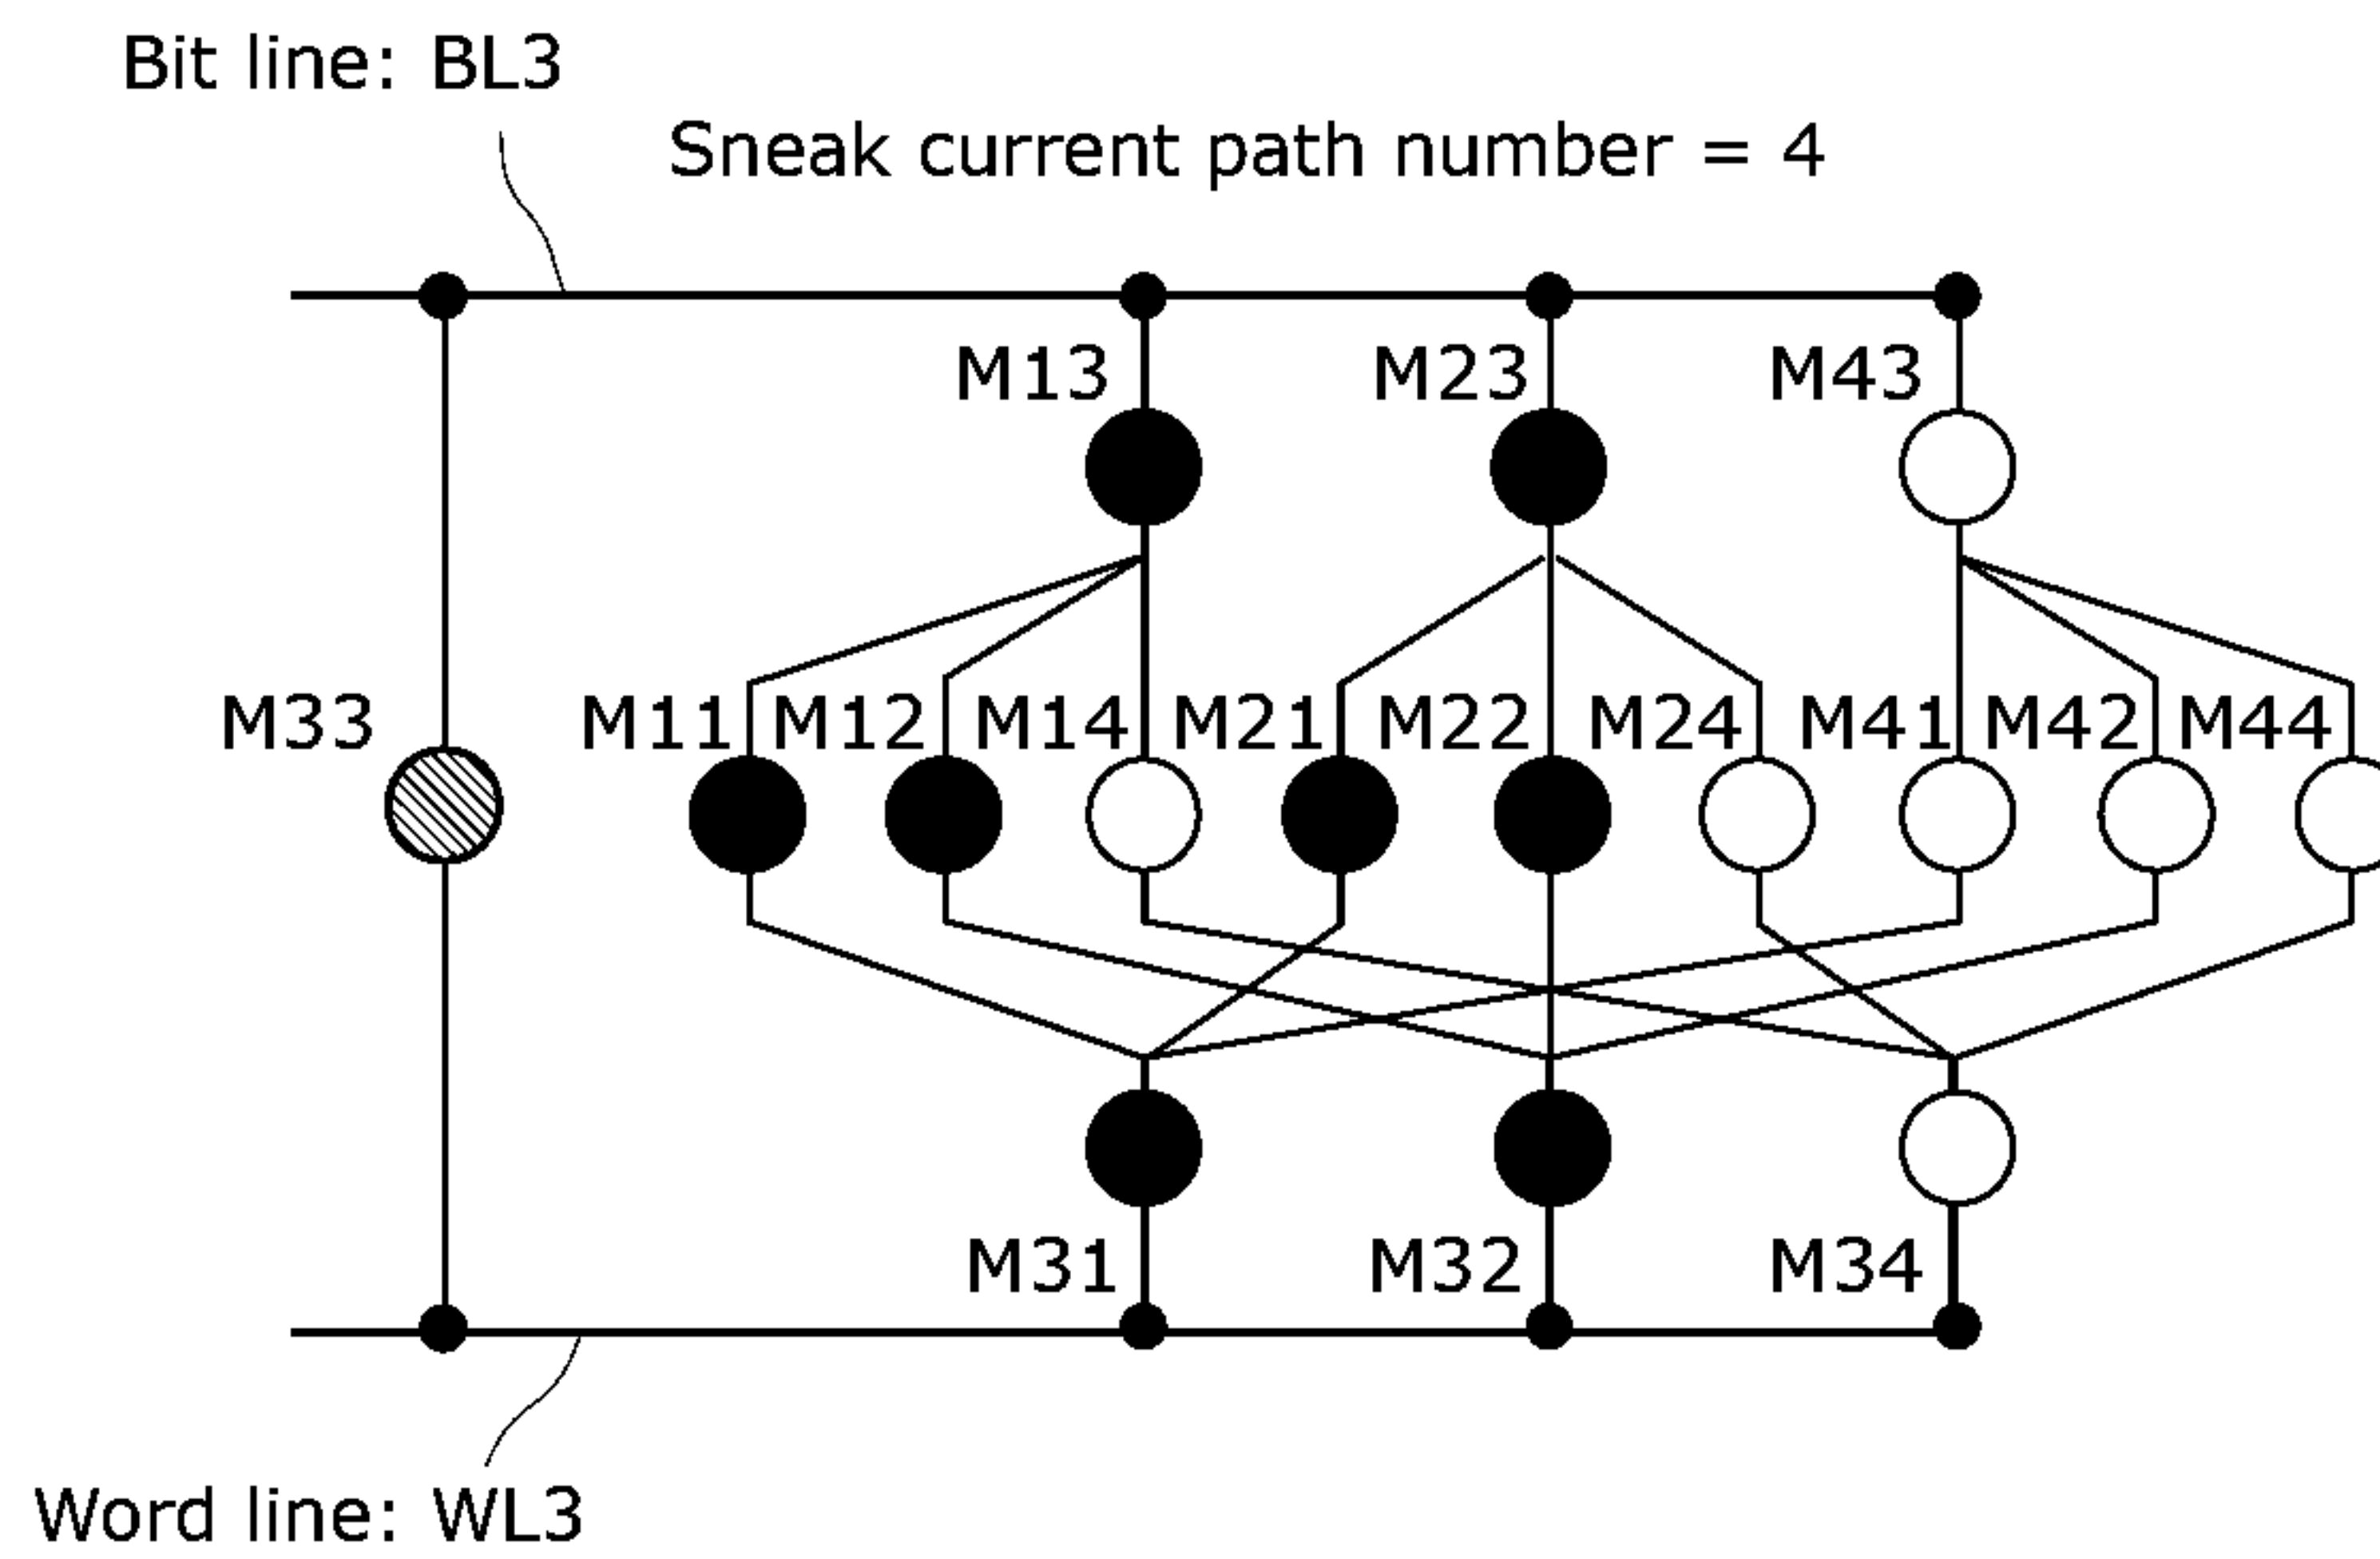 Bit line: BL3
Sneak current path number = 4
M13 M23 M43
M33 M11 M12 M14 M21 M22 M24 M41 M42 M44
M31 M32 M34
Word line: WL3